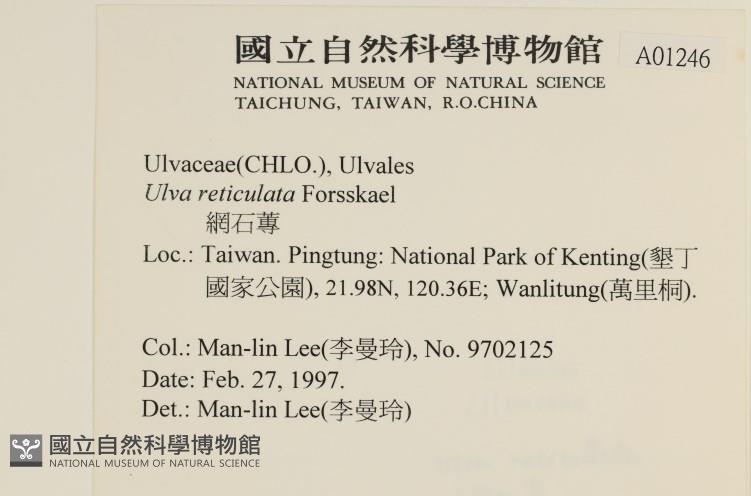 國立自然科學博物館
A01246
NATIONAL MUSEUM OF NATURAL SCIENCE
TAICHUNG, TAIWAN, R.O.CHINA
Ulvaceae(CHLO.), Ulvales
Ulva reticulata Forsskael
網石蓴
Loc.: Taiwan. Pingtung: National Park of Kenting(墾丁
國家公園), 21.98N, 120.36E; Wanlitung(萬里桐).
Col.: Man-lin Lee(李曼玲), No. 9702125
Date: Feb. 27, 1997.
Det.: Man-lin Lee(李曼玲)
國立自然科學博物館
NATIONAL MUSEUM OF NATURAL SCIENCE